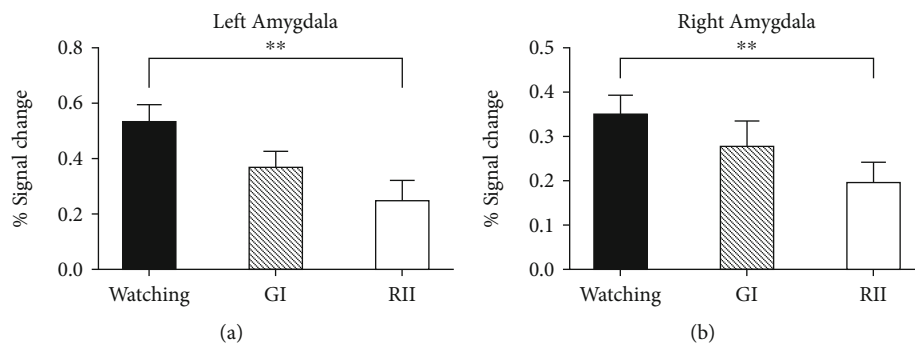 Left Amygdala
**
% Signal change
0.8
0.6
0.4
0.2
0.0
Watching GI RII
(a)
Right Amygdala
**
% Signal change
0.5
0.4
0.3
0.2
0.1
0.0
Watching GI RII
(b)